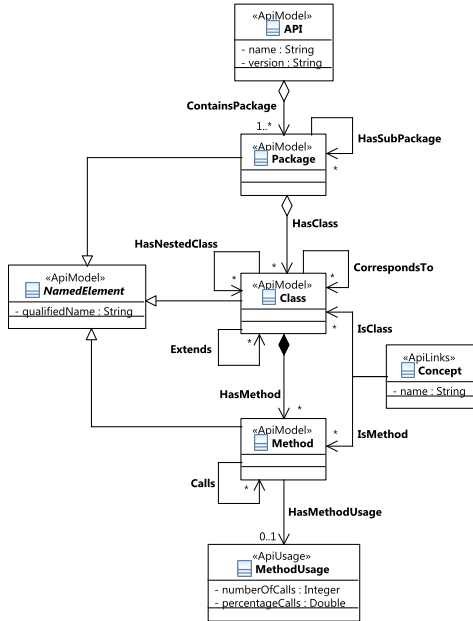 «ApiModel»
API
- name : String
- version : String
ContainsPackage
1..*
«ApiModel»
Package
HasSubPackage
*
HasClass
*
HasNestedClass
*
CorrespondsTo
*
«ApiModel»
NamedElement
- qualifiedName : String
«ApiModel»
Class
Extends
*
*
IsClass
«ApiLinks»
Concept
- name : String
HasMethod
*
«ApiModel»
Method
*
IsMethod
Calls
*
HasMethodUsage
0..1
«ApiUsage»
MethodUsage
- numberOfCalls : Integer
- percentageCalls : Double